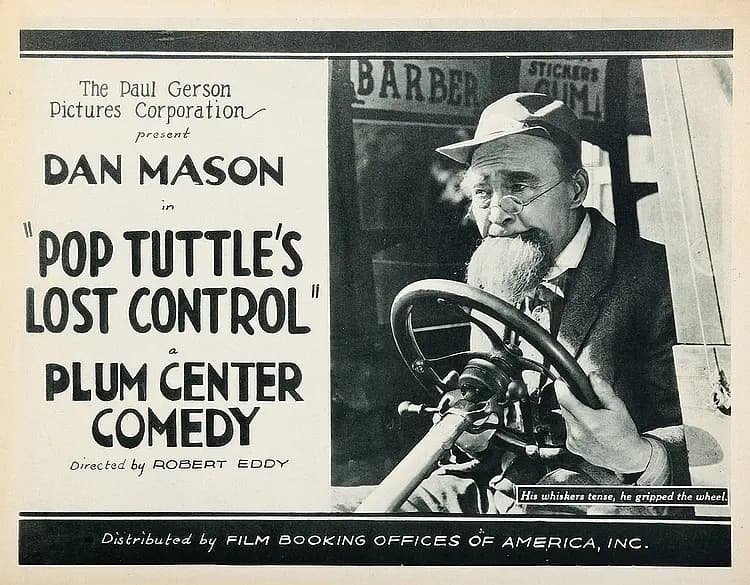 The Paul Gerson
Pictures Corporation
present
DAN MASON
in
"POP TUTTLE'S
LOST CONTROL"
a
PLUM CENTER
COMEDY
Directed by ROBERT EDDY
BARBER
STICKERS
GUM
His whiskers tense, he gripped the wheel.
Distributed by FILM BOOKING OFFICES OF AMERICA, INC.